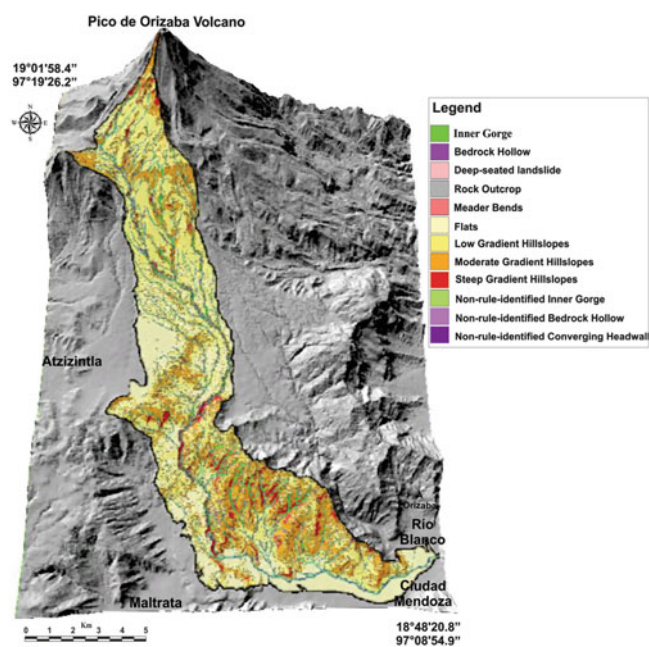 Pico de Orizaba Volcano
19°01'58.4"
97°19'26.2"
N
W E
S
Legend
Inner Gorge
Bedrock Hollow
Deep-seated landslide
Rock Outcrop
Meader Bends
Flats
Low Gradient Hillslopes
Moderate Gradient Hillslopes
Steep Gradient Hillslopes
Non-rule-identified Inner Gorge
Non-rule-identified Bedrock Hollow
Non-rule-identified Converging Headwall
Atzizintla
Orizaba
Río
Blanco
Ciudad
Mendoza
Maltrata
Km
0 1 2 3 4 5
18°48'20.8"
97°08'54.9"